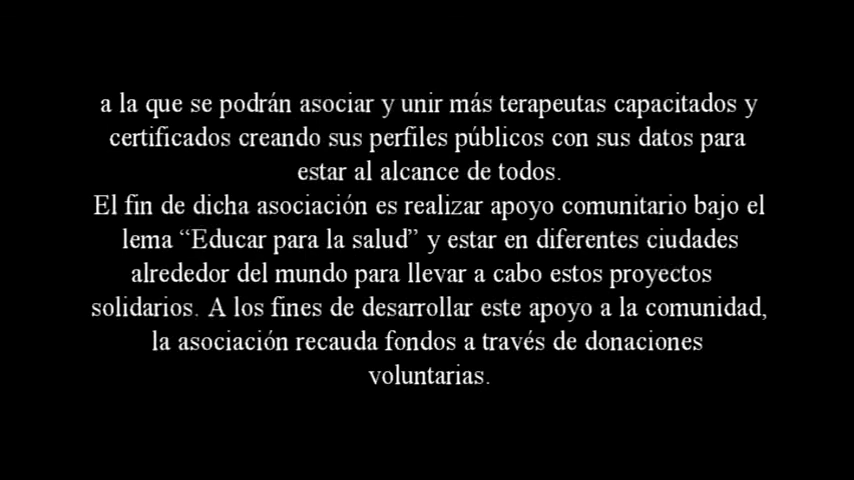 a la que se podrán asociar y unir más terapeutas capacitados y
certificados creando sus perfiles públicos con sus datos para
estar al alcance de todos.
El fin de dicha asociación es realizar apoyo comunitario bajo el
lema “Educar para la salud” y estar en diferentes ciudades
alrededor del mundo para llevar a cabo estos proyectos
solidarios. A los fines de desarrollar este apoyo a la comunidad,
la asociación recauda fondos a través de donaciones
voluntarias.